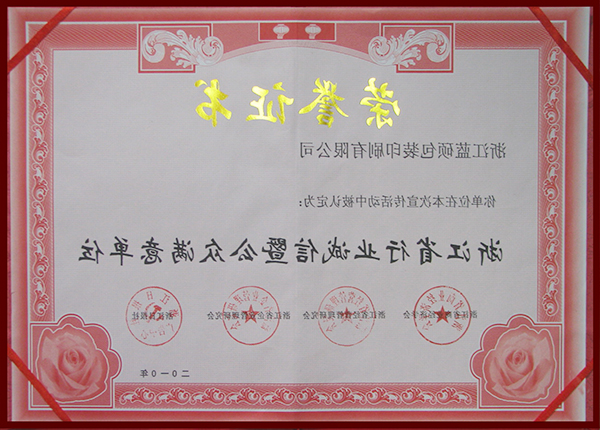 荣誉证书
浙江蓝硕包装印刷有限公司
你单位在本次宣传活动中被认定为:
浙江省行业诚信暨公众满意单位
二〇一〇年